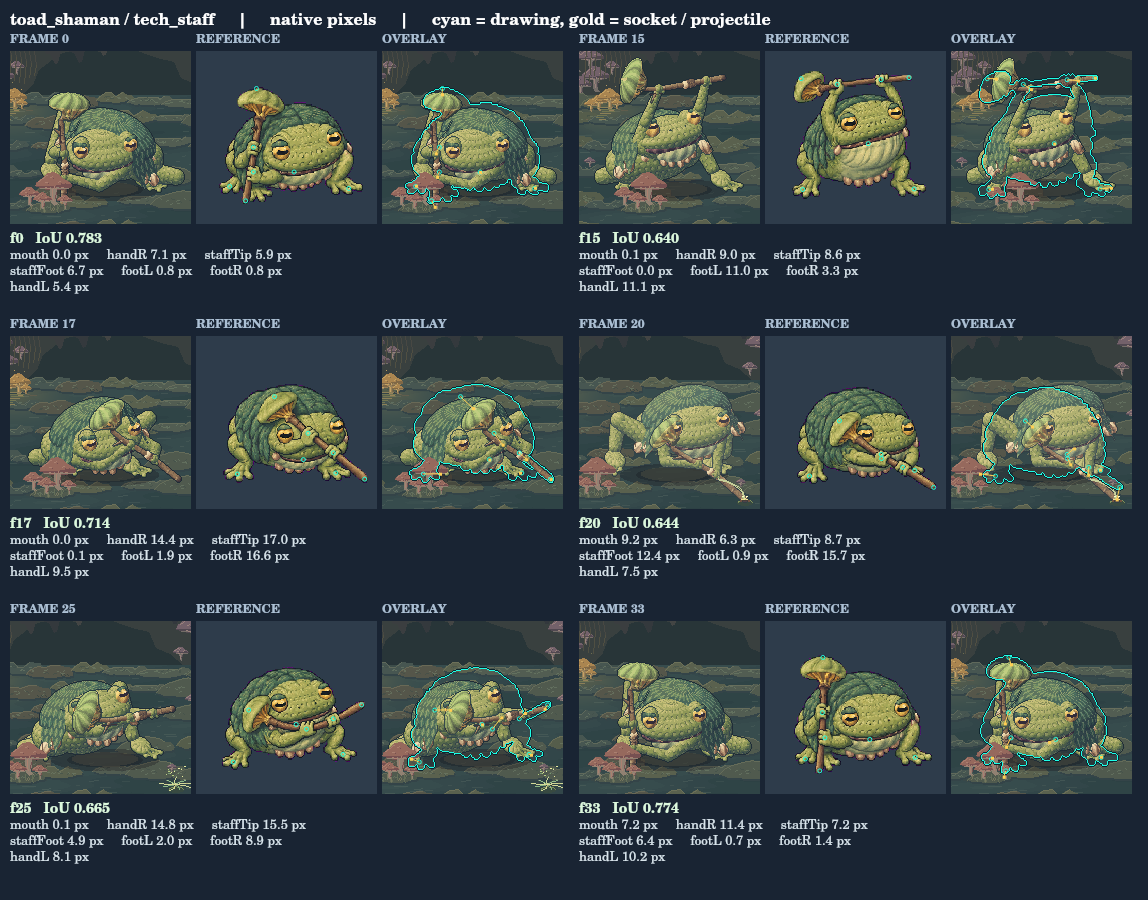 toad_shaman / tech_staff | native pixels | cyan = drawing, gold = socket / projectile
FRAME 0 REFERENCE OVERLAY FRAME 15 REFERENCE OVERLAY
f0 IoU 0.783
mouth 0.0 px handR 7.1 px staffTip 5.9 px
staffFoot 6.7 px footL 0.8 px footR 0.8 px
handL 5.4 px
f15 IoU 0.640
mouth 0.1 px handR 9.0 px staffTip 8.6 px
staffFoot 0.0 px footL 11.0 px footR 3.3 px
handL 11.1 px
FRAME 17 REFERENCE OVERLAY FRAME 20 REFERENCE OVERLAY
f17 IoU 0.714
mouth 0.0 px handR 14.4 px staffTip 17.0 px
staffFoot 0.1 px footL 1.9 px footR 16.6 px
handL 9.5 px
f20 IoU 0.644
mouth 9.2 px handR 6.3 px staffTip 8.7 px
staffFoot 12.4 px footL 0.9 px footR 15.7 px
handL 7.5 px
FRAME 25 REFERENCE OVERLAY FRAME 33 REFERENCE OVERLAY
f25 IoU 0.665
mouth 0.1 px handR 14.8 px staffTip 15.5 px
staffFoot 4.9 px footL 2.0 px footR 8.9 px
handL 8.1 px
f33 IoU 0.774
mouth 7.2 px handR 11.4 px staffTip 7.2 px
staffFoot 6.4 px footL 0.7 px footR 1.4 px
handL 10.2 px